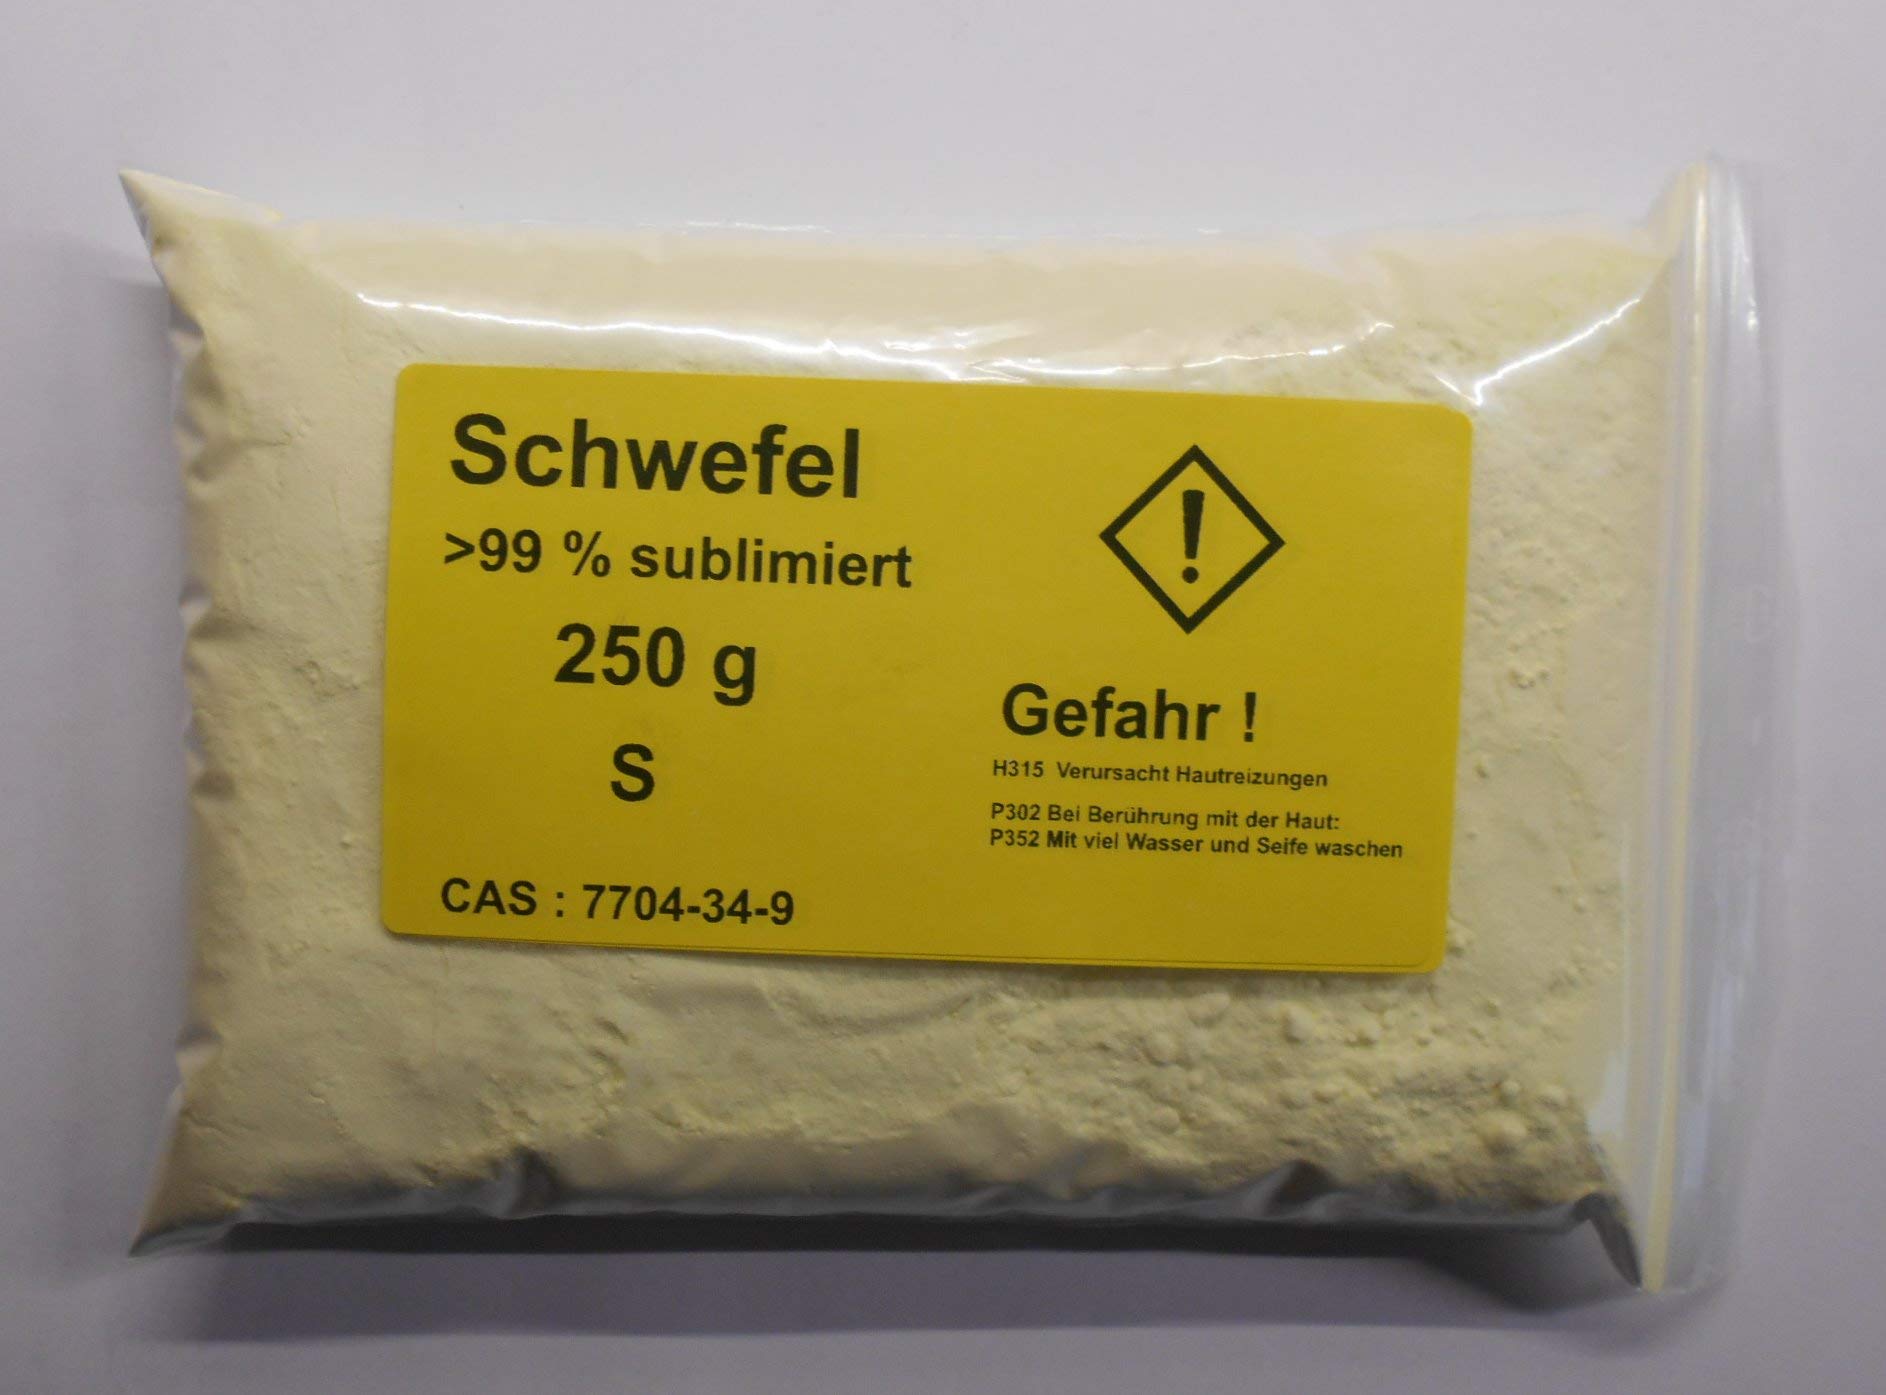 Schwefel
>99 % sublimiert
250 g
S
CAS : 7704-34-9
!
Gefahr !
H315 Verursacht Hautreizungen
P302 Bei Berührung mit der Haut:
P352 Mit viel Wasser und Seife waschen